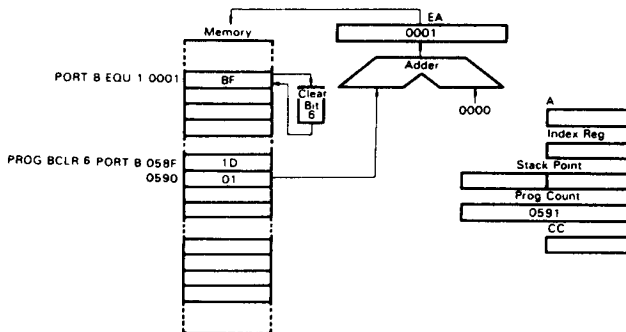 EA
Memory
0001
PORT B EQU 1 0001
BF
Adder
Clear
Bit
6
0000
A
Index Reg
PROG BCLR 6 PORT B 058F
1D
0590
01
Stack Point
Prog Count
0591
CC